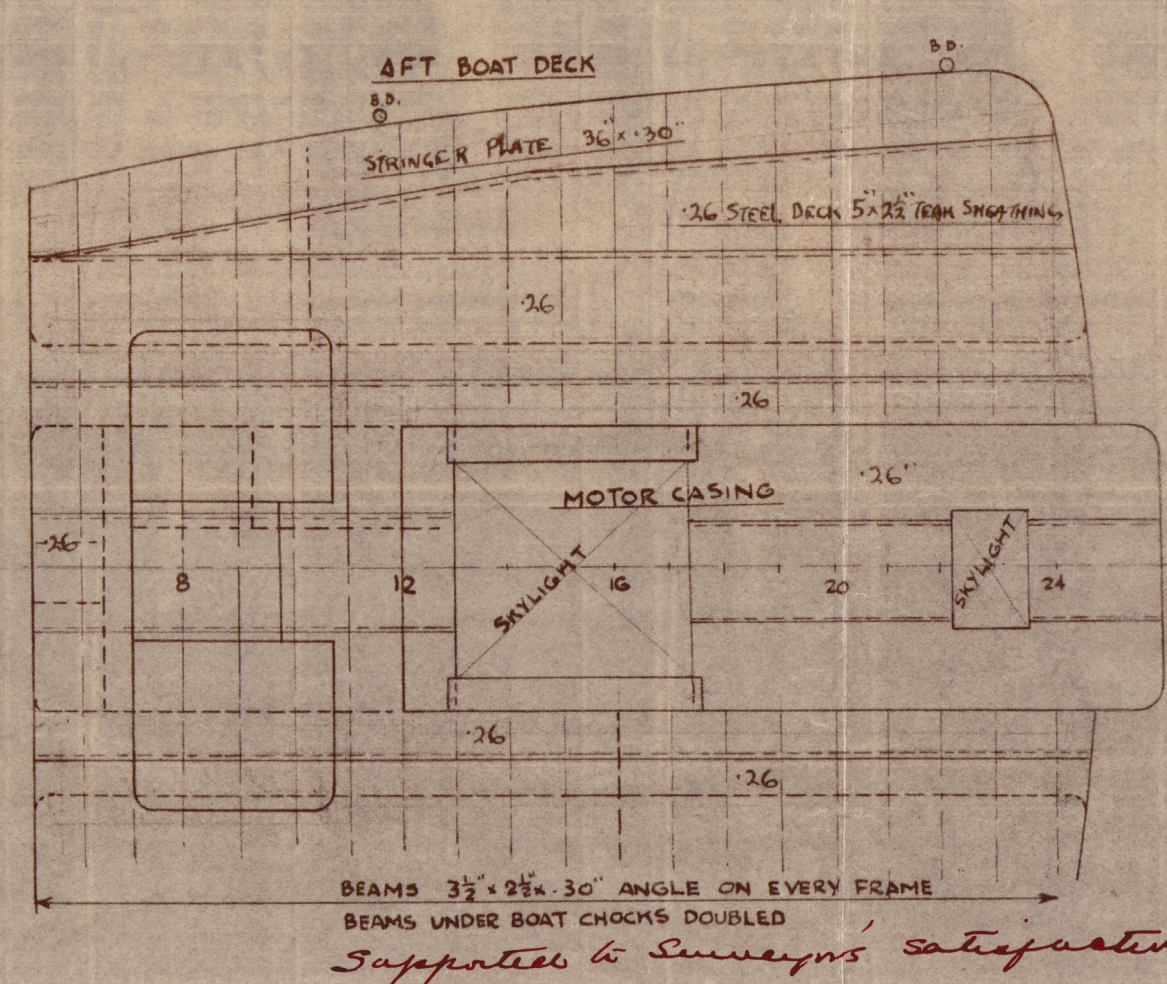 AFT BOAT DECK
B.D.
B.D.
STRINGER PLATE 36" x .30"
.26 STEEL DECK 5" x 2½" TEAK SHEATHING
.26
.26
.26"
MOTOR CASING
.26
8
12
SKYLIGHT
16
20
SKYLIGHT
24
.26
.26
BEAMS 3½" x 2½" x .30" ANGLE ON EVERY FRAME
BEAMS UNDER BOAT CHOCKS DOUBLED
Supported to Surveyor's